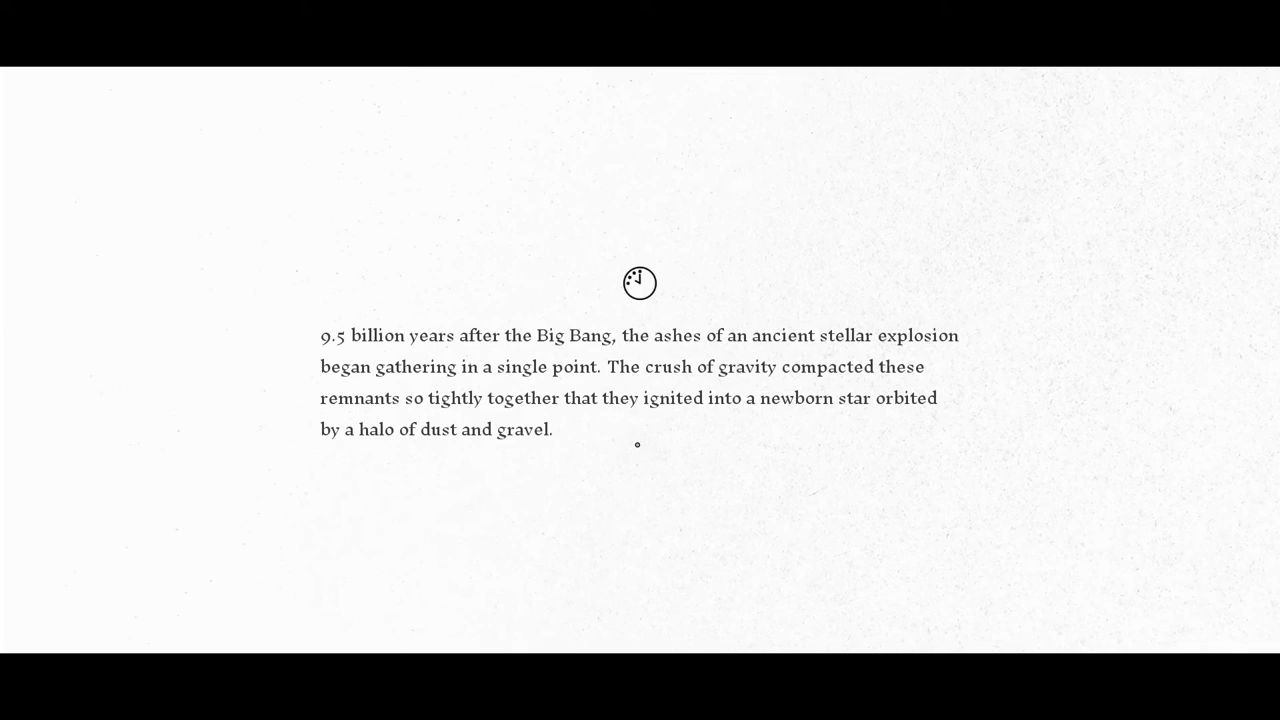 9.5 billion years after the Big Bang, the ashes of an ancient stellar explosion
began gathering in a single point. The crush of gravity compacted these
remnants so tightly together that they ignited into a newborn star orbited
by a halo of dust and gravel.